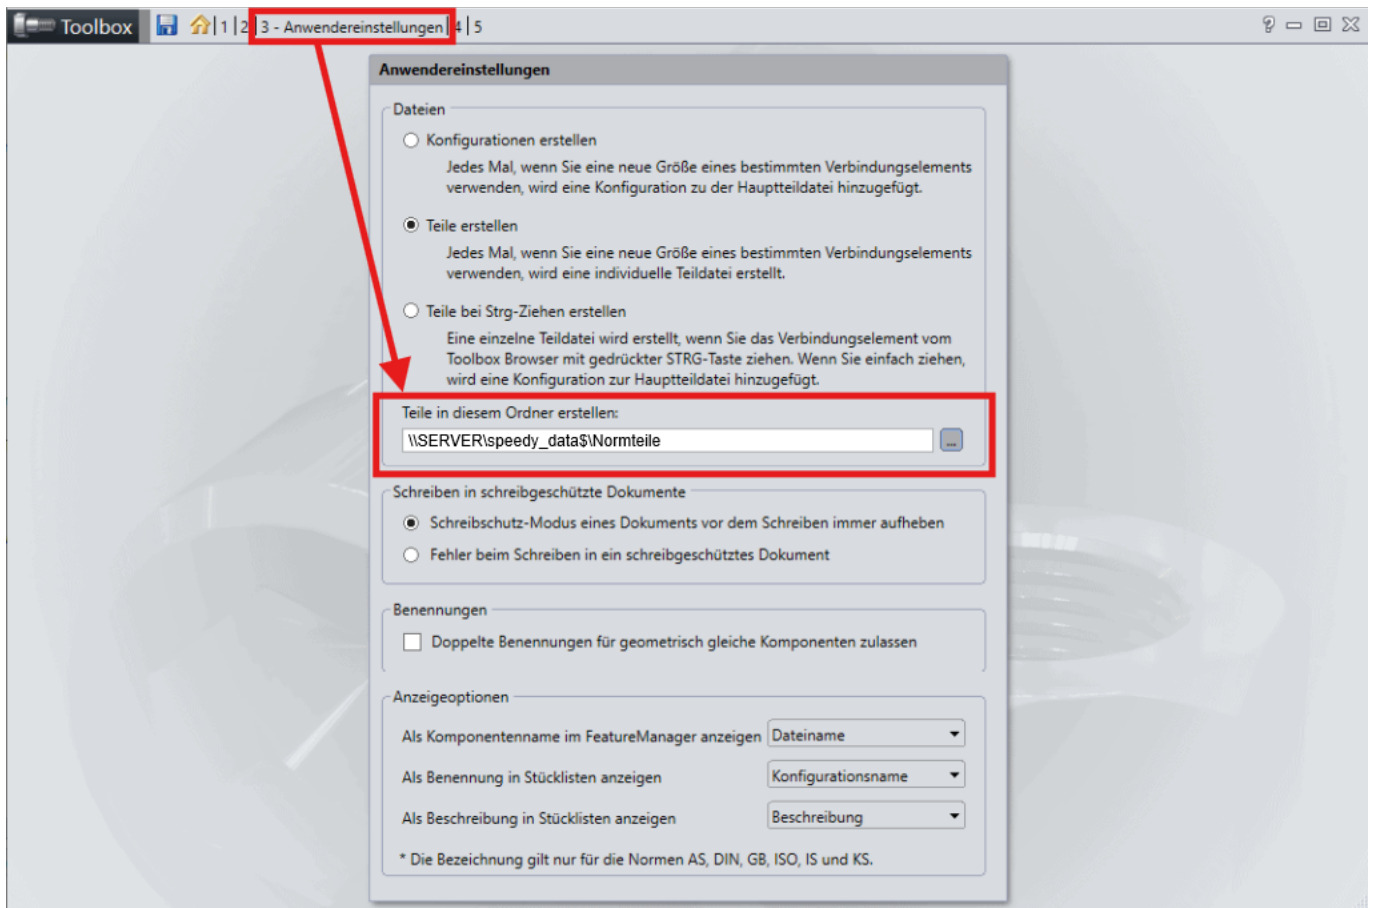 Toolbox 1 2 3 - Anwendereinstellungen 4 5
Anwendereinstellungen
Dateien
Konfigurationen erstellen
Jedes Mal, wenn Sie eine neue Größe eines bestimmten Verbindungselements
verwenden, wird eine Konfiguration zu der Hauptteildatei hinzugefügt.
Teile erstellen
Jedes Mal, wenn Sie eine neue Größe eines bestimmten Verbindungselements
verwenden, wird eine individuelle Teildatei erstellt.
Teile bei Strg-Ziehen erstellen
Eine einzelne Teildatei wird erstellt, wenn Sie das Verbindungselement vom
Toolbox Browser mit gedrückter STRG-Taste ziehen. Wenn Sie einfach ziehen,
wird eine Konfiguration zur Hauptteildatei hinzugefügt.
Teile in diesem Ordner erstellen:
\\SERVER\speedy_data$\Normteile ...
Schreiben in schreibgeschützte Dokumente
Schreibschutz-Modus eines Dokuments vor dem Schreiben immer aufheben
Fehler beim Schreiben in ein schreibgeschütztes Dokument
Benennungen
Doppelte Benennungen für geometrisch gleiche Komponenten zulassen
Anzeigeoptionen
Als Komponentenname im FeatureManager anzeigen Dateiname
Als Benennung in Stücklisten anzeigen Konfigurationsname
Als Beschreibung in Stücklisten anzeigen Beschreibung
* Die Bezeichnung gilt nur für die Normen AS, DIN, GB, ISO, IS und KS.